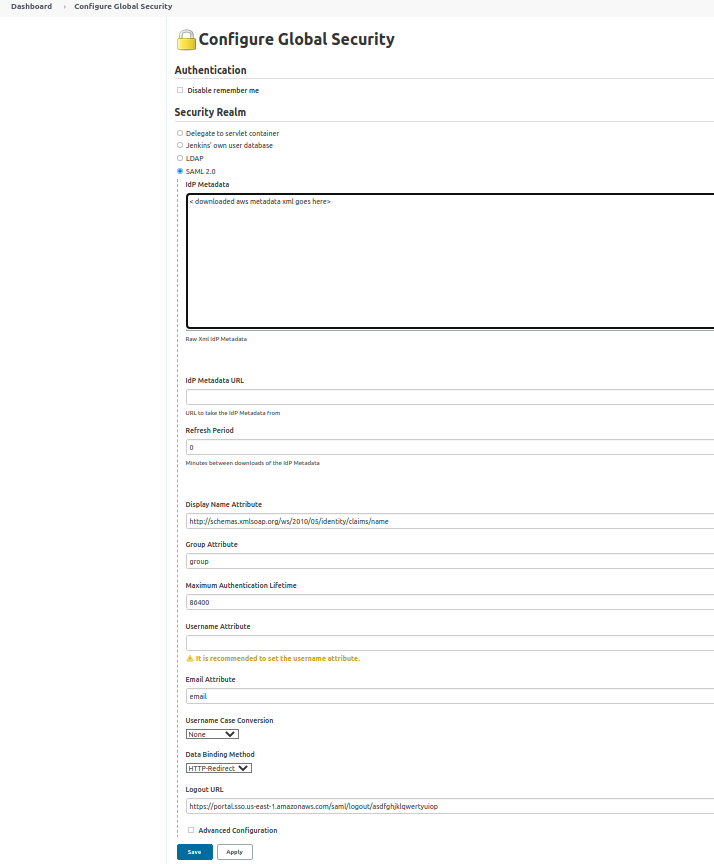 Dashboard › Configure Global Security
Configure Global Security
Authentication
Disable remember me
Security Realm
Delegate to servlet container
Jenkins' own user database
LDAP
SAML 2.0
IdP Metadata
< downloaded aws metadata xml goes here>
Raw Xml IdP Metadata
IdP Metadata URL
URL to take the IdP Metadata from
Refresh Period
0
Minutes between downloads of the IdP Metadata
Display Name Attribute
http://schemas.xmlsoap.org/ws/2010/05/identity/claims/name
Group Attribute
group
Maximum Authentication Lifetime
86400
Username Attribute
It is recommended to set the username attribute.
Email Attribute
email
Username Case Conversion
None
Data Binding Method
HTTP-Redirect
Logout URL
https://portal.sso.us-east-1.amazonaws.com/saml/logout/asdfghjklqwertyuiop
Advanced Configuration
Save Apply